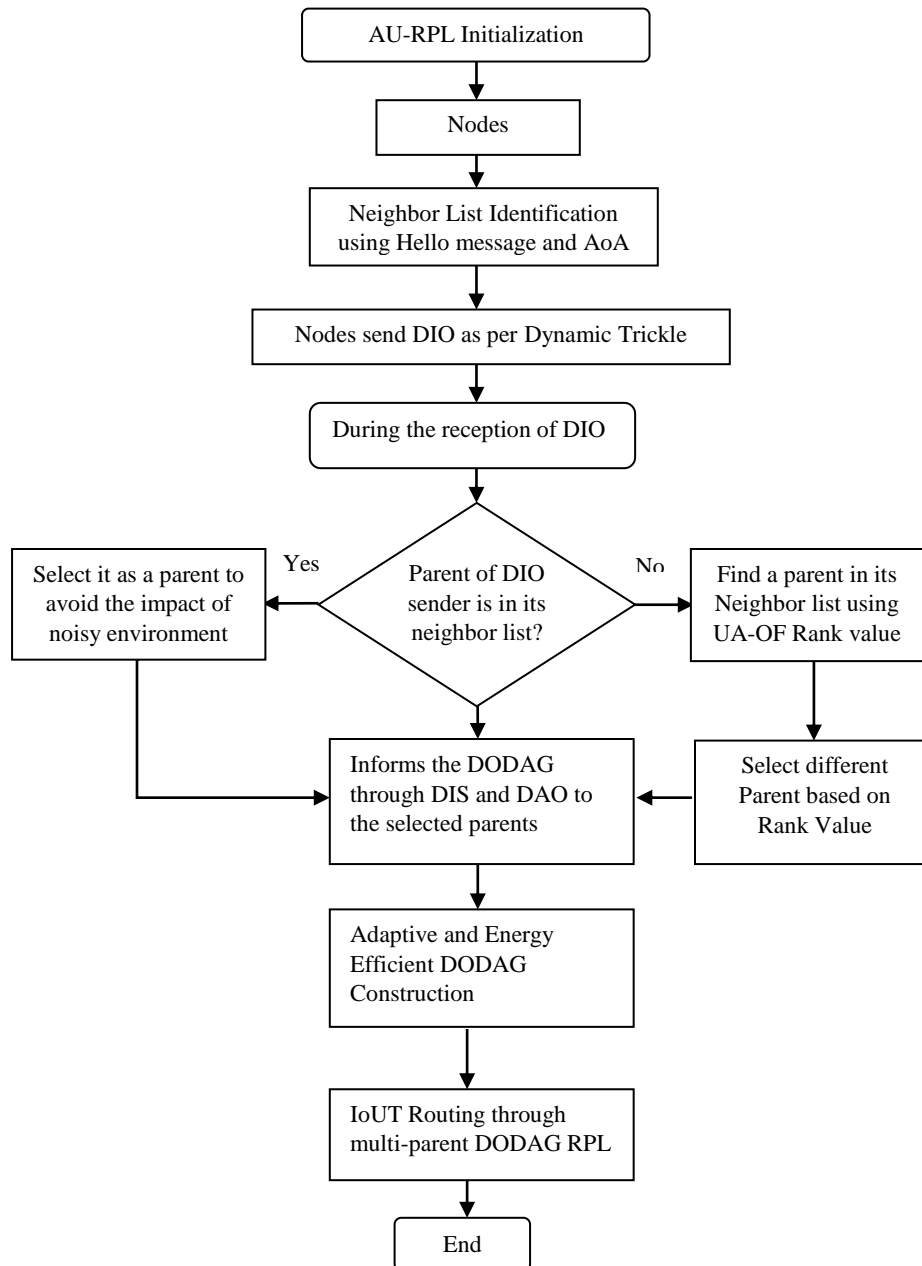 AU-RPL Initialization
Nodes
Neighbor List Identification
using Hello message and AoA
Nodes send DIO as per Dynamic Trickle
During the reception of DIO
Yes
Parent of DIO
sender is in its
neighbor list?
No
Select it as a parent to
avoid the impact of
noisy environment
Find a parent in its
Neighbor list using
UA-OF Rank value
Informs the DODAG
through DIS and DAO to
the selected parents
Select different
Parent based on
Rank Value
Adaptive and Energy
Efficient DODAG
Construction
IoUT Routing through
multi-parent DODAG RPL
End